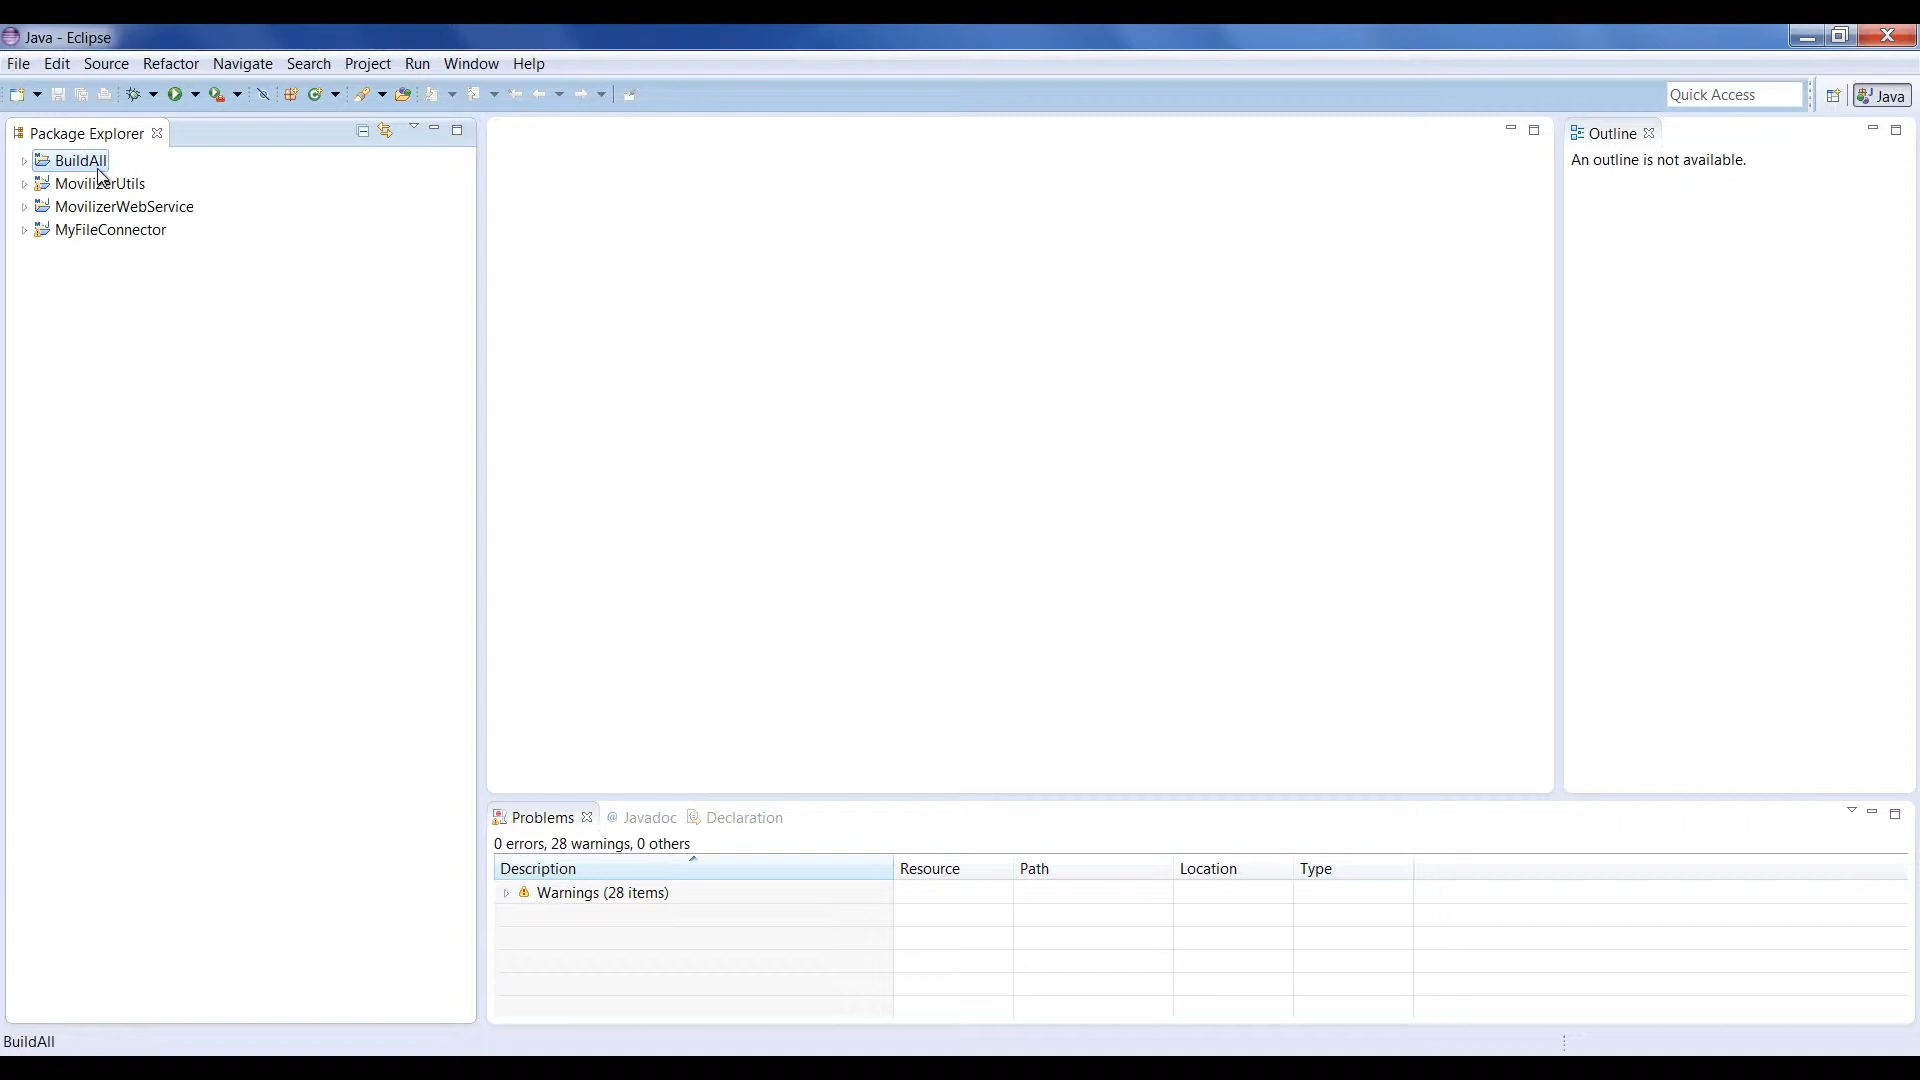 Java - Eclipse
File Edit Source Refactor Navigate Search Project Run Window Help
Quick Access
Java
Package Explorer
BuildAll
MovilizerUtils
MovilizerWebService
MyFileConnector
Outline
An outline is not available.
Problems @ Javadoc Declaration
0 errors, 28 warnings, 0 others
Description Resource Path Location Type
Warnings (28 items)
BuildAll